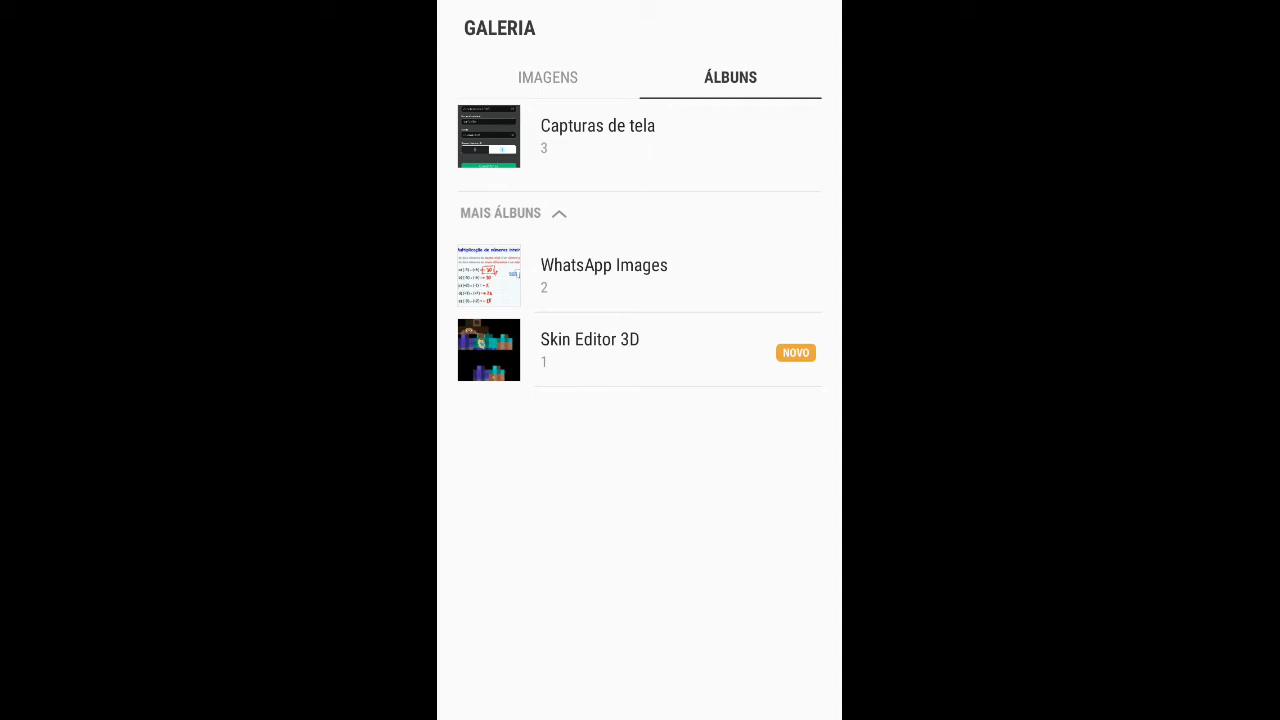 GALERIA
IMAGENS
ÁLBUNS
Capturas de tela
3
MAIS ÁLBUNS
WhatsApp Images
2
Skin Editor 3D
1
NOVO